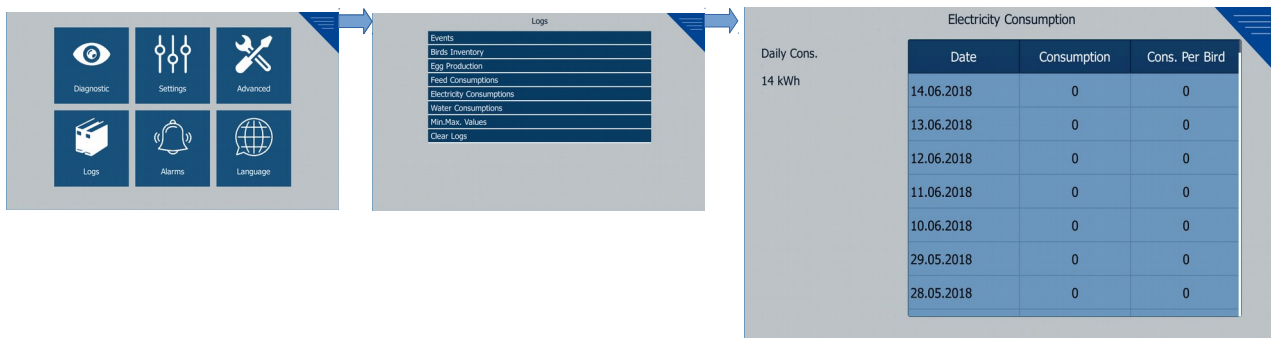 Diagnostic Settings Advanced
Logs Alarms Language
Logs
Events
Birds Inventory
Egg Production
Feed Consumptions
Electricity Consumptions
Water Consumptions
Min.Max. Values
Clear Logs
Electricity Consumption
Daily Cons.
14 kWh
Date Consumption Cons. Per Bird
14.06.2018 0 0
13.06.2018 0 0
12.06.2018 0 0
11.06.2018 0 0
10.06.2018 0 0
29.05.2018 0 0
28.05.2018 0 0